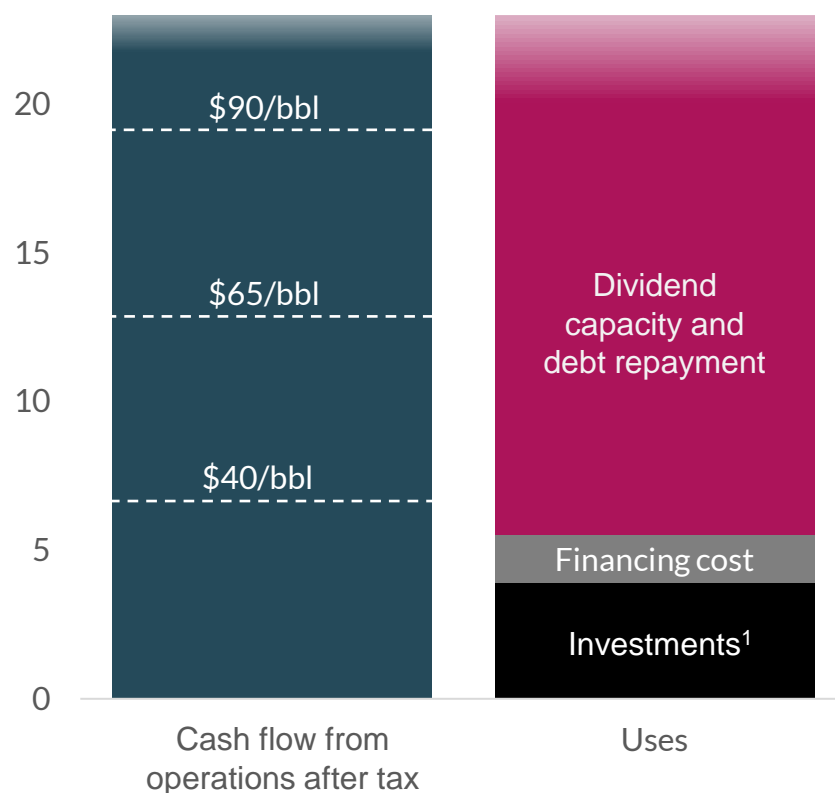 20
15
10
5
0
$90/bbl
$65/bbl
$40/bbl
Dividend
capacity and
debt repayment
Financing cost
Investments¹
Cash flow from
operations after tax
Uses